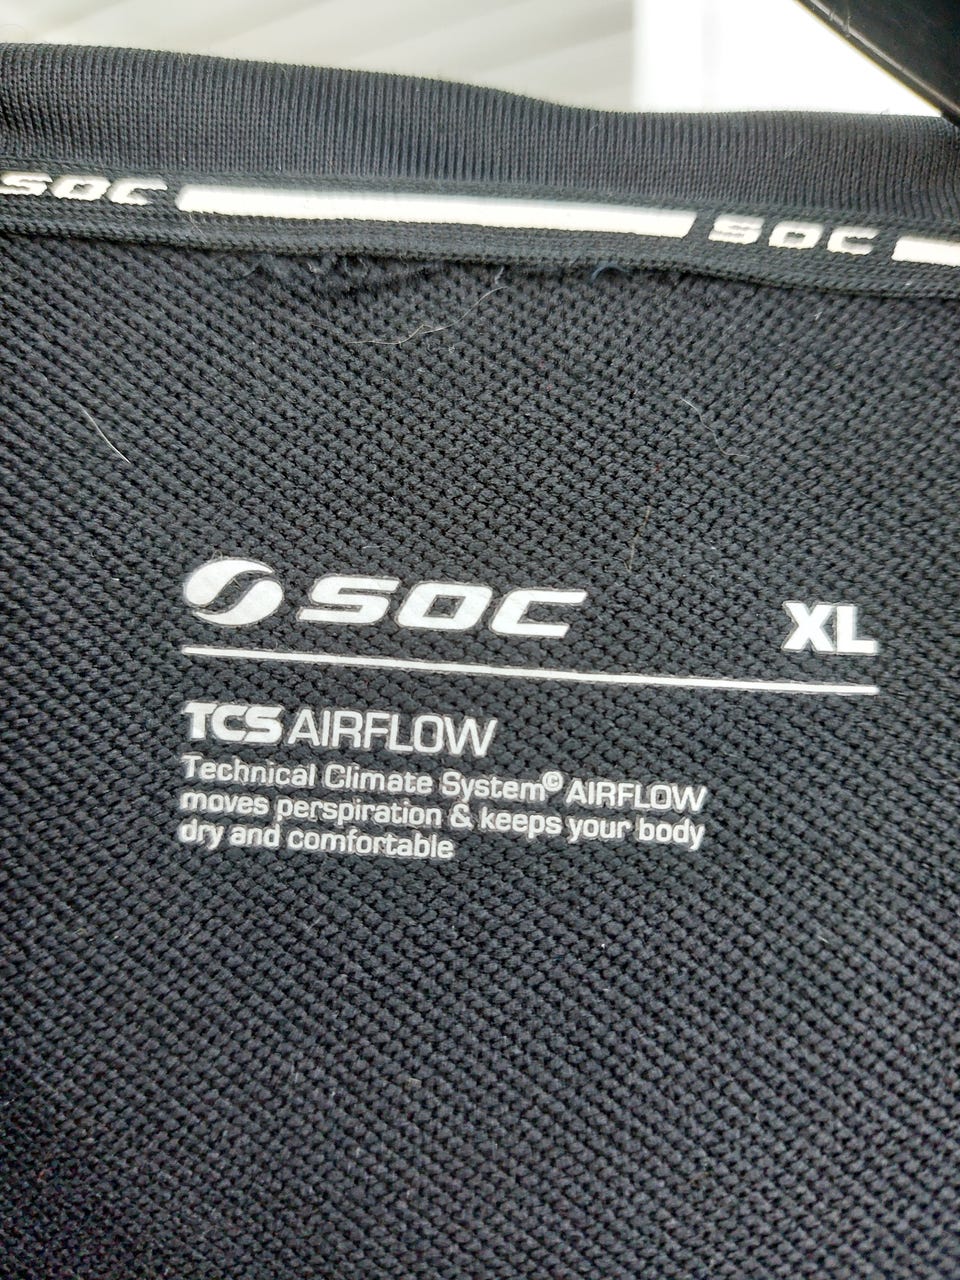 SOC SOC
SOC XL
TCS AIRFLOW
Technical Climate System© AIRFLOW
moves perspiration & keeps your body
dry and comfortable